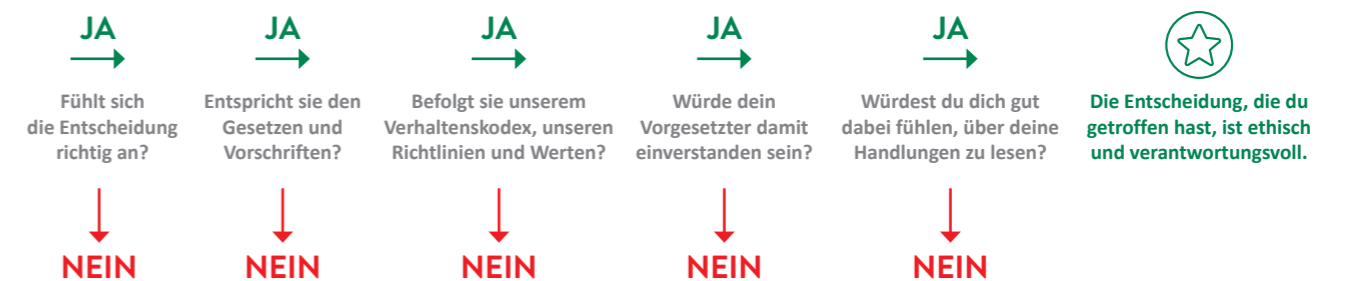 JA
JA
JA
JA
JA
Fühlt sich
die Entscheidung
richtig an?
Entspricht sie den
Gesetzen und
Vorschriften?
Befolgt sie unserem
Verhaltenskodex, unseren
Richtlinien und Werten?
Würde dein
Vorgesetzter damit
einverstanden sein?
Würdest du dich gut
dabei fühlen, über deine
Handlungen zu lesen?
Die Entscheidung, die du
getroffen hast, ist ethisch
und verantwortungsvoll.
NEIN
NEIN
NEIN
NEIN
NEIN